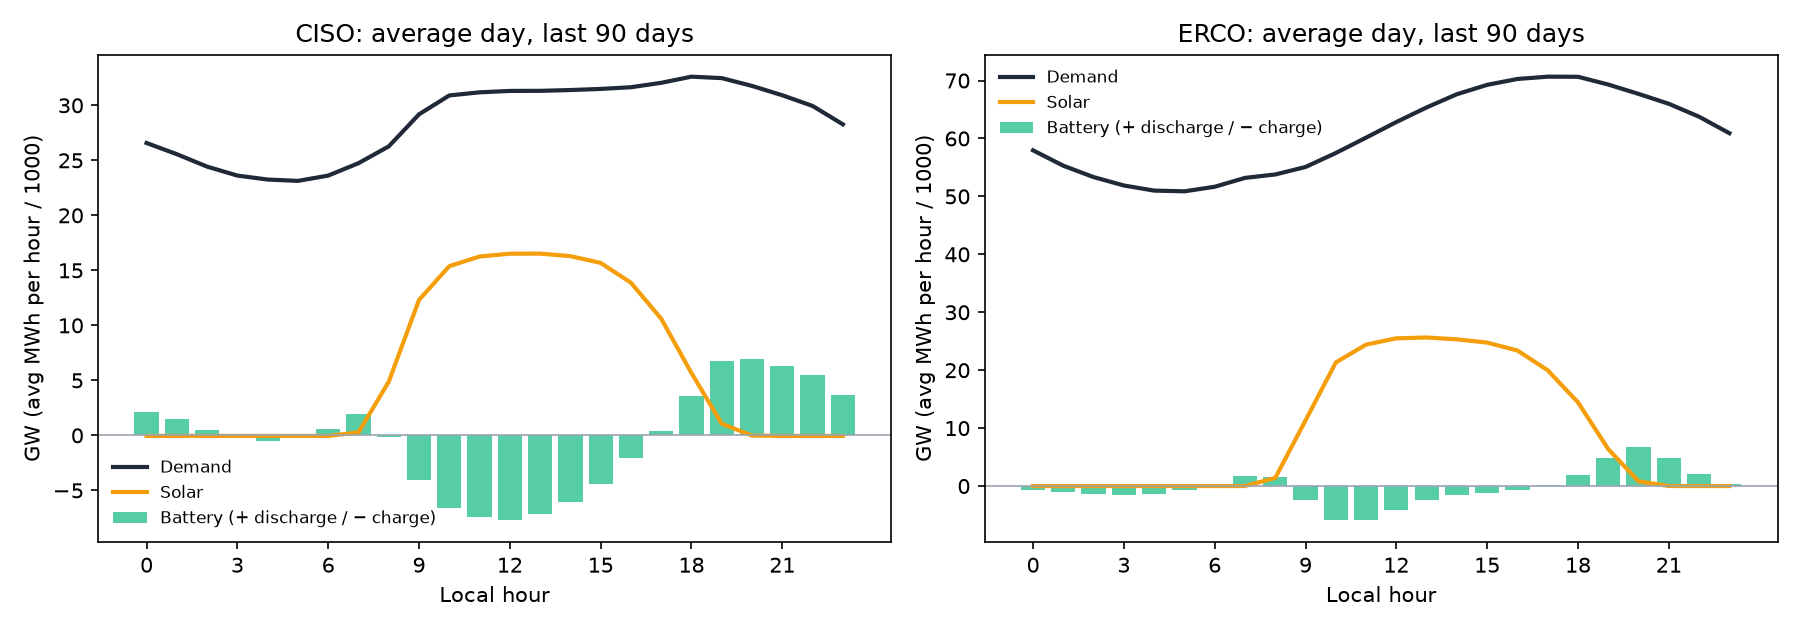 CISO: average day, last 90 days
GW (avg MWh per hour / 1000)
30
25
20
15
10
5
0
−5
Demand
Solar
Battery (+ discharge / − charge)
0 3 6 9 12 15 18 21
Local hour
ERCO: average day, last 90 days
GW (avg MWh per hour / 1000)
70
60
50
40
30
20
10
0
Demand
Solar
Battery (+ discharge / − charge)
0 3 6 9 12 15 18 21
Local hour